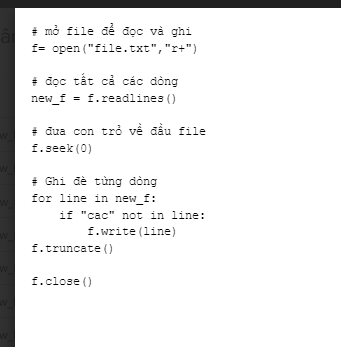 # mở file để đọc và ghi
f= open("file.txt","r+")
# đọc tất cả các dòng
new_f = f.readlines()
# đưa con trỏ về đầu file
f.seek(0)
# Ghi đè từng dòng
for line in new_f:
    if "cac" not in line:
        f.write(line)
f.truncate()
f.close()